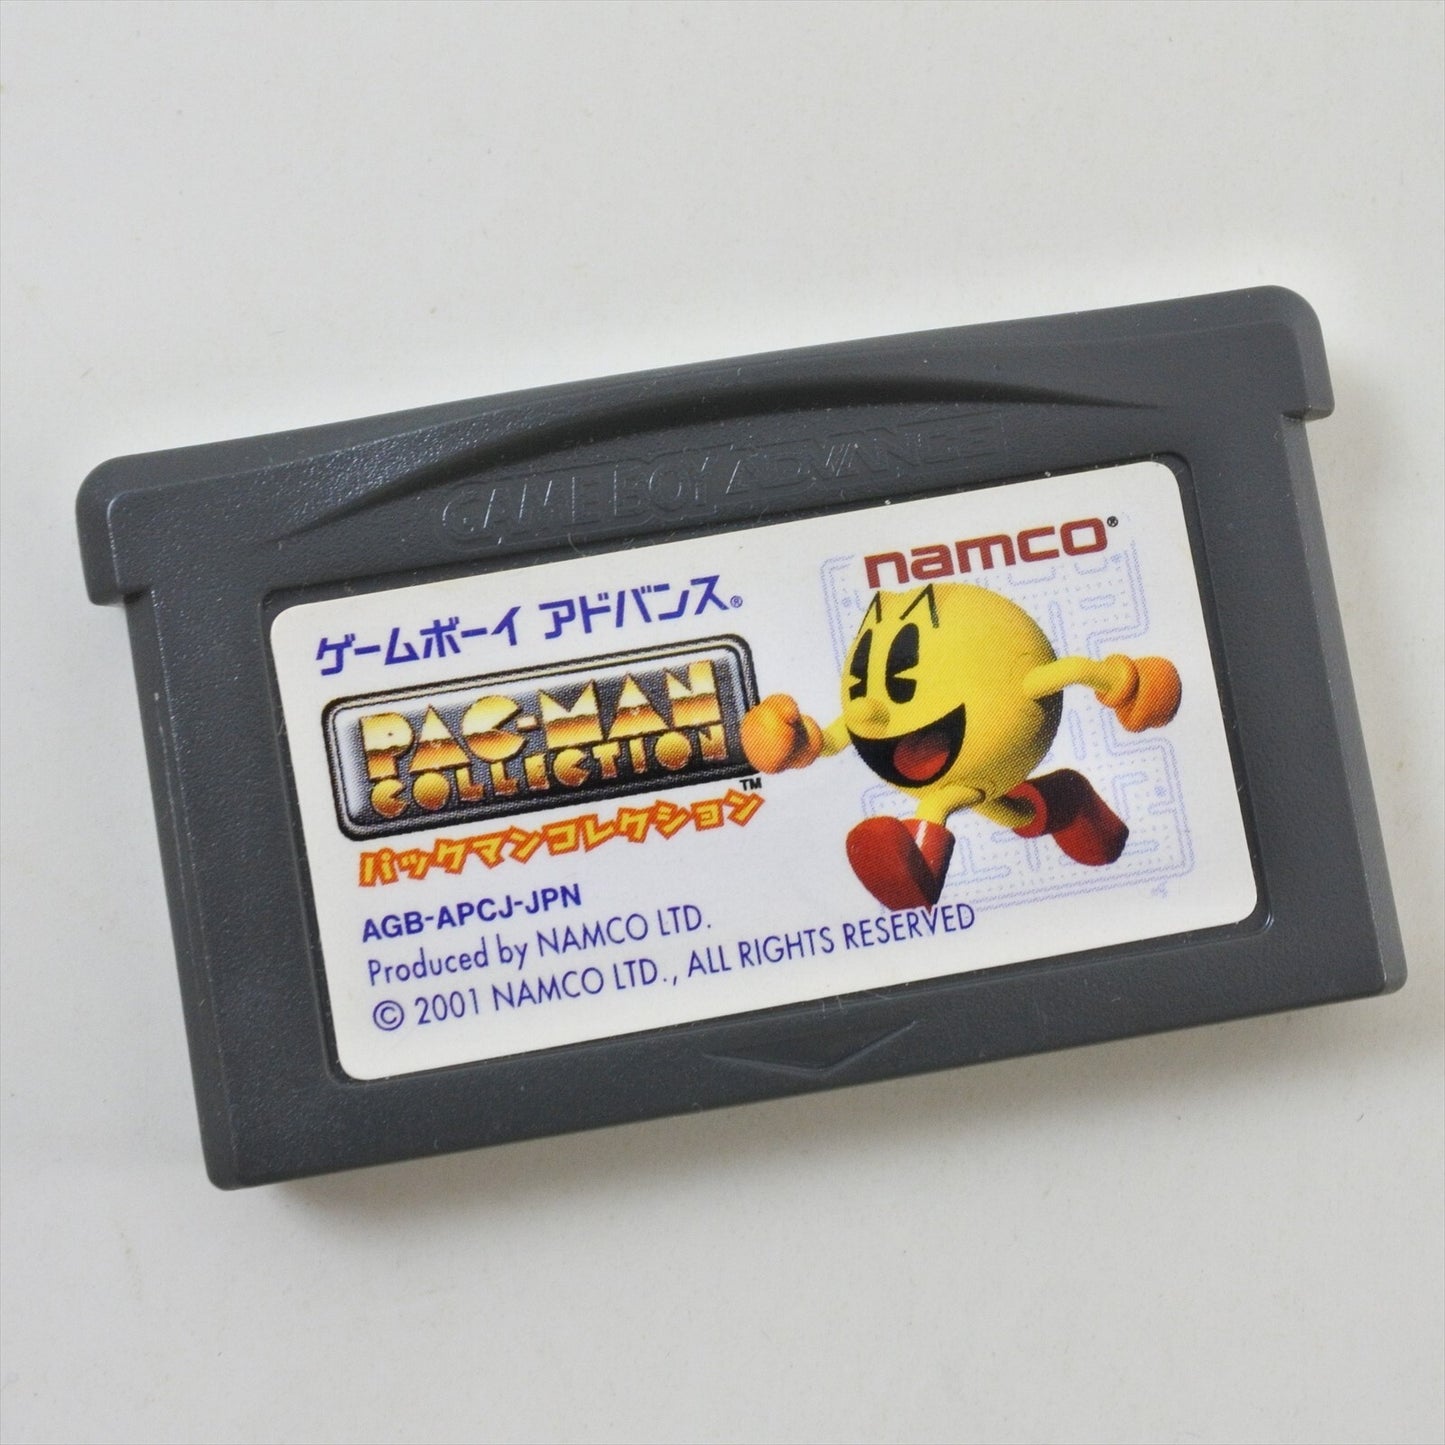 GAME BOY ADVANCE
namco®
ゲームボーイ アドバンス®
PAC-MAN
COLLECTION
TM
パックマンコレクション
AGB-APCJ-JPN
Produced by NAMCO LTD.
© 2001 NAMCO LTD., ALL RIGHTS RESERVED